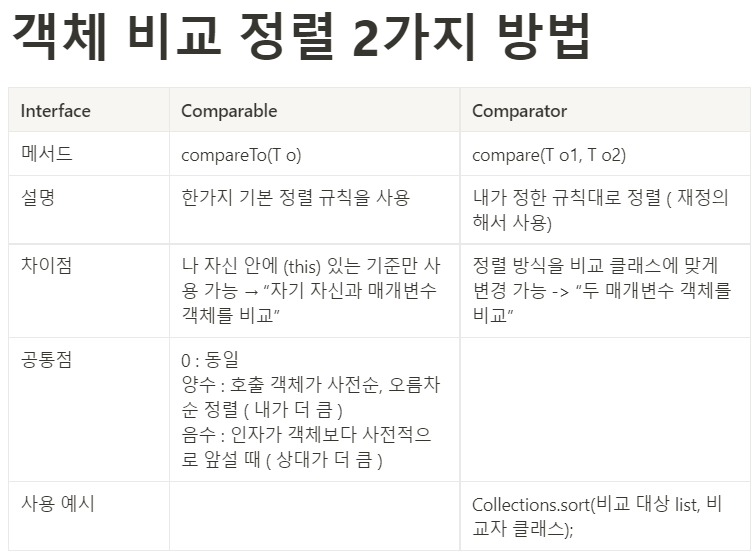 객체 비교 정렬 2가지 방법
Interface
Comparable
Comparator
메서드
compareTo(T o)
compare(T o1, T o2)
설명
한가지 기본 정렬 규칙을 사용
내가 정한 규칙대로 정렬 ( 재정의
해서 사용)
차이점
나 자신 안에 (this) 있는 기준만 사
용 가능 → “자기 자신과 매개변수
객체를 비교”
정렬 방식을 비교 클래스에 맞게
변경 가능 -> “두 매개변수 객체를
비교”
공통점
0 : 동일
양수 : 호출 객체가 사전순, 오름차
순 정렬 ( 내가 더 큼 )
음수 : 인자가 객체보다 사전적으
로 앞설 때 ( 상대가 더 큼 )
사용 예시
Collections.sort(비교 대상 list, 비
교자 클래스);